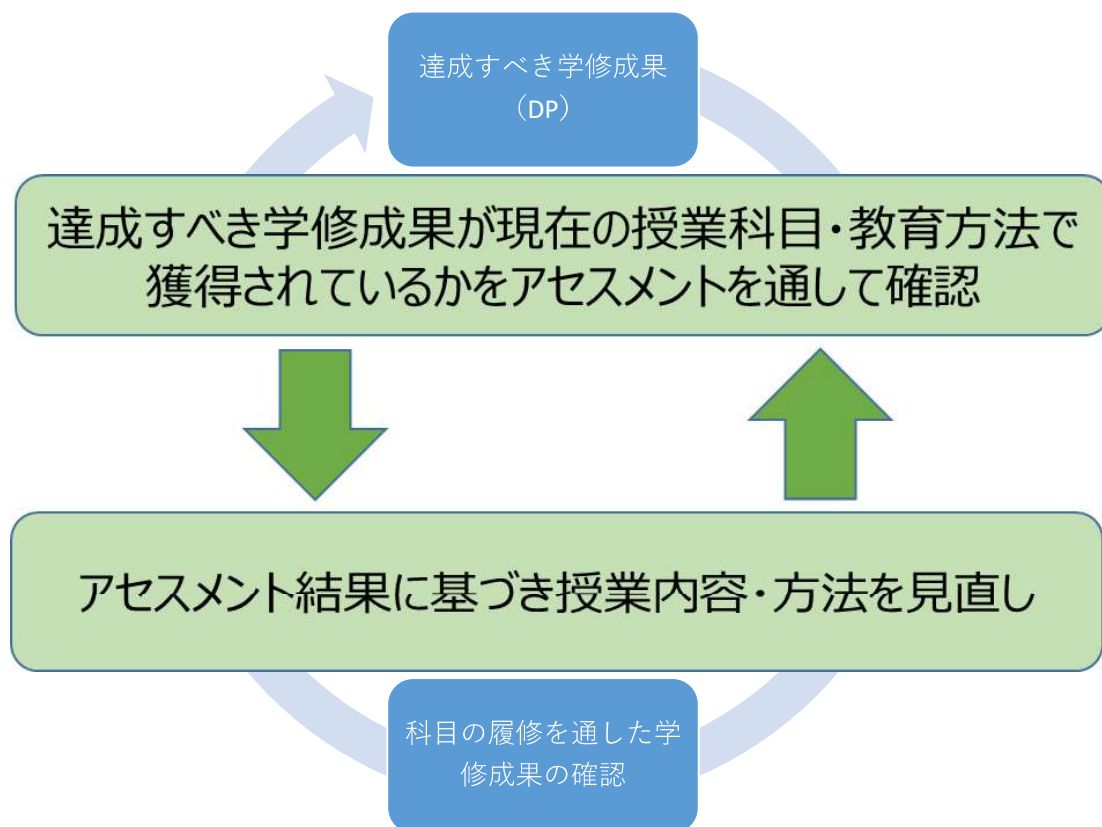 達成すべき学修成果
（DP）
達成すべき学修成果が現在の授業科目・教育方法で
獲得されているかをアセスメントを通して確認
アセスメント結果に基づき授業内容・方法を見直し
科目の履修を通した学
修成果の確認